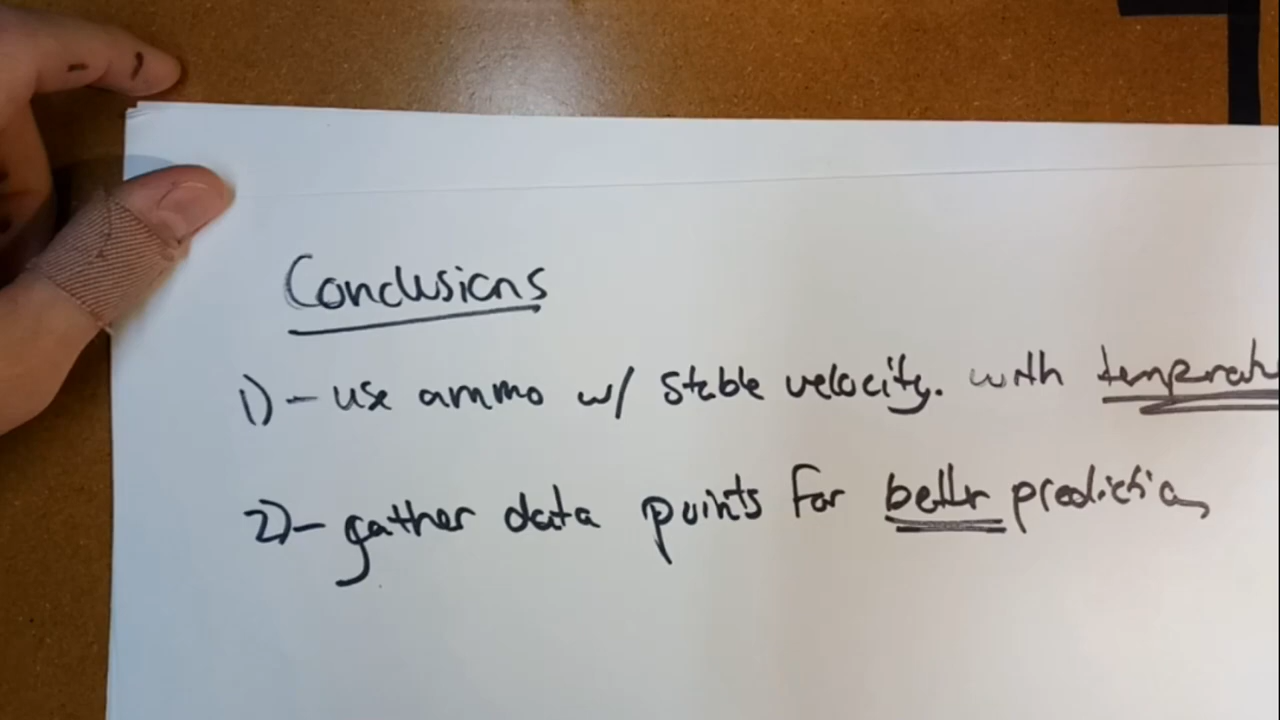 Conclusions
1) - use ammo w/ stable velocity. with
2) - gather data points for better prediction